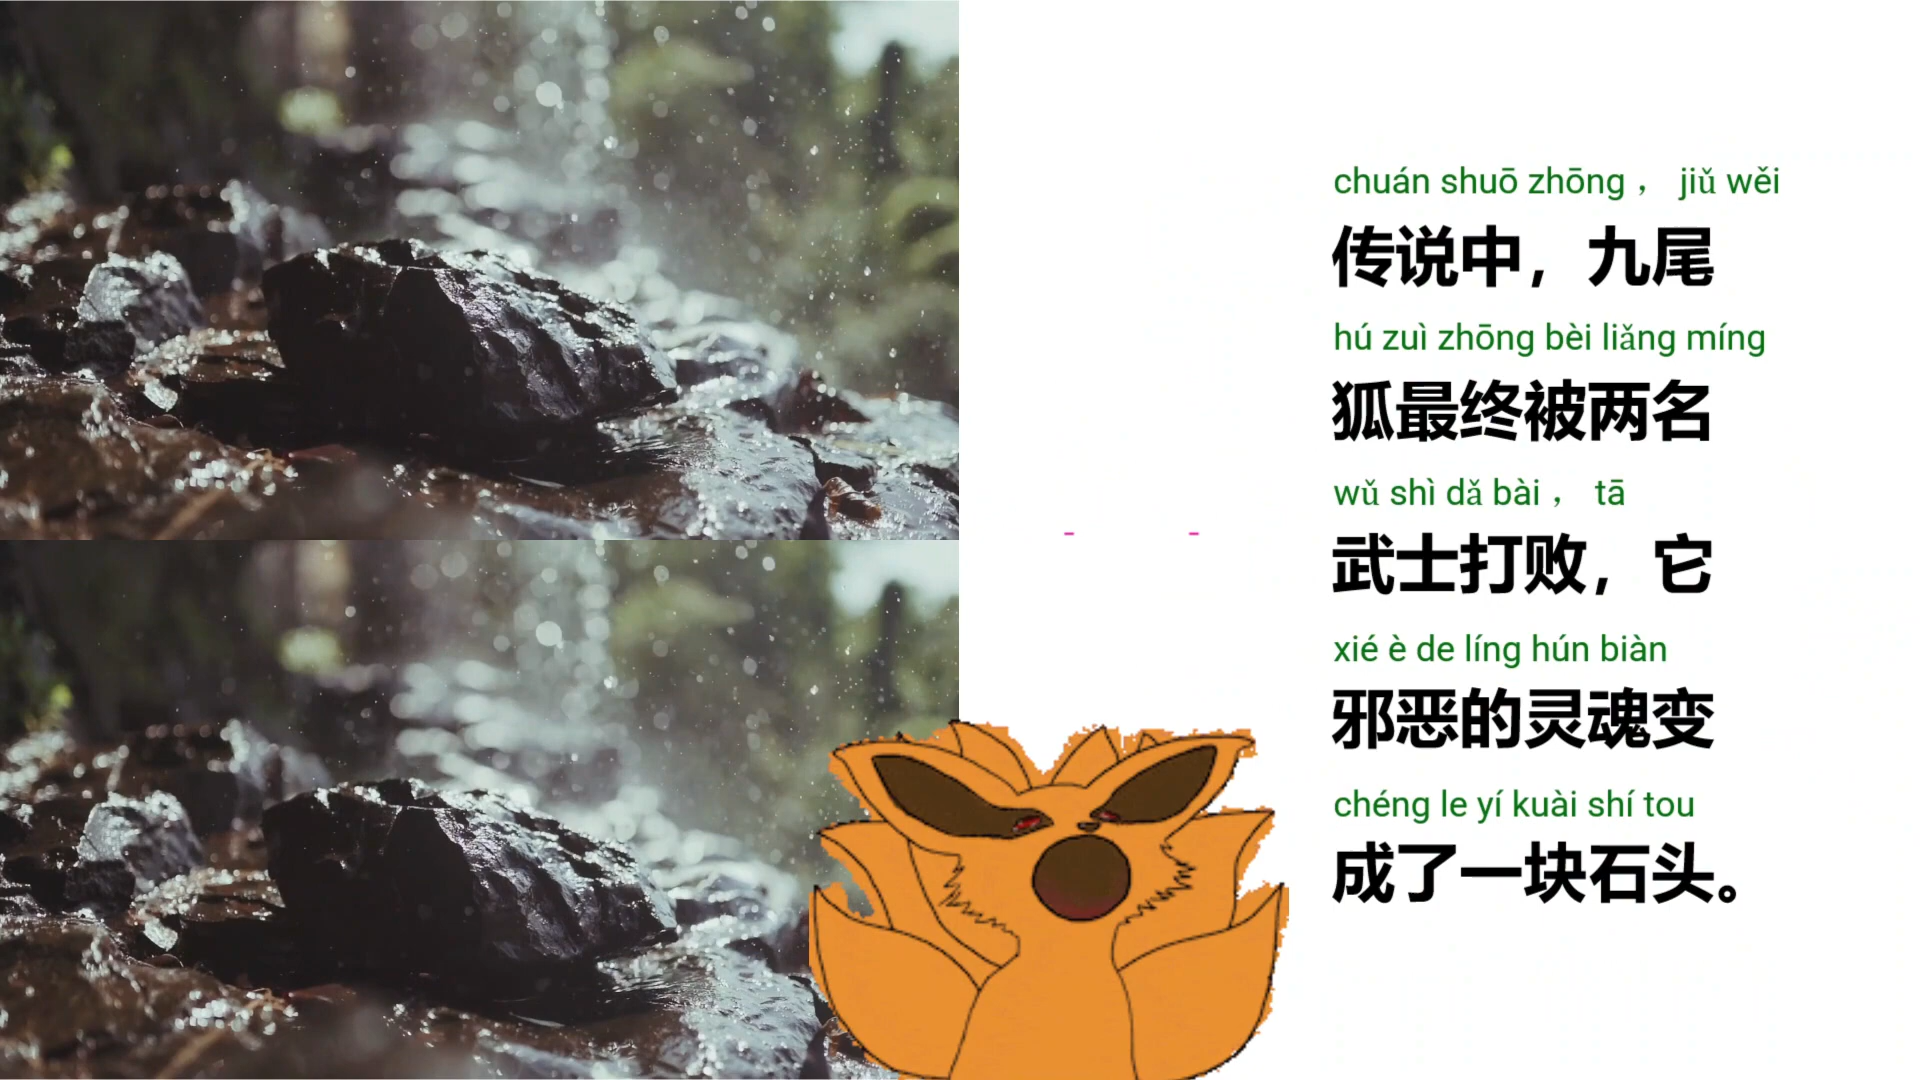 chuán shuō zhōng， jiǔ wěi
传说中，九尾
hú zuì zhōng bèi liǎng míng
狐最终被两名
wǔ shì dǎ bài， tā
武士打败，它
xié è de líng hún biàn
邪恶的灵魂变
chéng le yí kuài shí tou
成了一块石头。